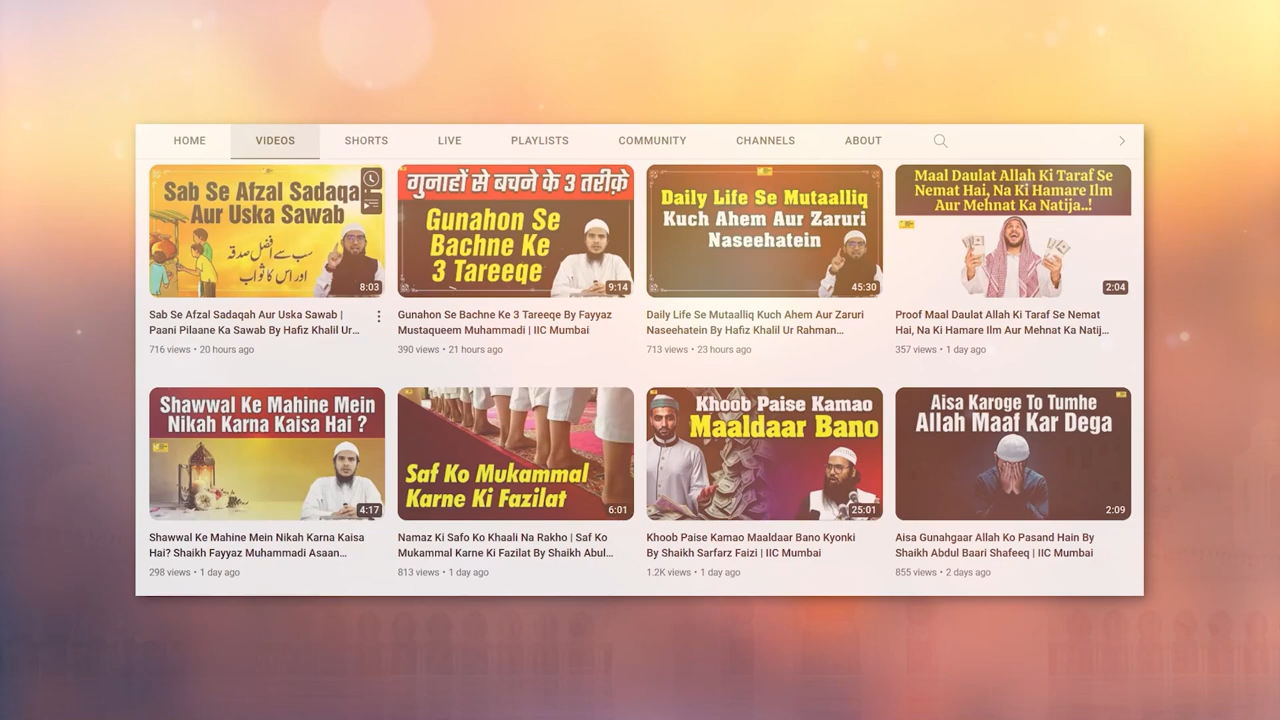 HOME VIDEOS SHORTS LIVE PLAYLISTS COMMUNITY CHANNELS ABOUT
Sab Se Afzal Sadaqa
Aur Uska Sawab
سب سے افضل صدقہ
اور اس کا ثواب
8:03
Sab Se Afzal Sadaqah Aur Uska Sawab |
Paani Pilaane Ka Sawab By Hafiz Khalil Ur...
716 views • 20 hours ago
गुनाहों से बचने के 3 तरीक़े
Gunahon Se
Bachne Ke
3 Tareeqe
9:14
Gunahon Se Bachne Ke 3 Tareeqe By Fayyaz
Mustaqueem Muhammadi | IIC Mumbai
390 views • 21 hours ago
Daily Life Se Mutaalliq
Kuch Ahem Aur Zaruri
Naseehatein
45:30
Daily Life Se Mutaalliq Kuch Ahem Aur Zaruri
Naseehatein By Hafiz Khalil Ur Rahman...
713 views • 23 hours ago
Maal Daulat Allah Ki Taraf Se
Nemat Hai, Na Ki Hamare Ilm
Aur Mehnat Ka Natija..!
2:04
Proof Maal Daulat Allah Ki Taraf Se Nemat
Hai, Na Ki Hamare Ilm Aur Mehnat Ka Natij...
357 views • 1 day ago
Shawwal Ke Mahine Mein
Nikah Karna Kaisa Hai ?
4:17
Shawwal Ke Mahine Mein Nikah Karna Kaisa
Hai? Shaikh Fayyaz Muhammadi Asaan...
298 views • 1 day ago
Saf Ko Mukammal
Karne Ki Fazilat
6:01
Namaz Ki Safo Ko Khaali Na Rakho | Saf Ko
Mukammal Karne Ki Fazilat By Shaikh Abul...
813 views • 1 day ago
Khoob Paise Kamao
Maaldaar Bano
25:01
Khoob Paise Kamao Maaldaar Bano Kyonki
By Shaikh Sarfarz Faizi | IIC Mumbai
1.2K views • 1 day ago
Aisa Karoge To Tumhe
Allah Maaf Kar Dega
2:09
Aisa Gunahgaar Allah Ko Pasand Hain By
Shaikh Abdul Baari Shafeeq | IIC Mumbai
855 views • 2 days ago